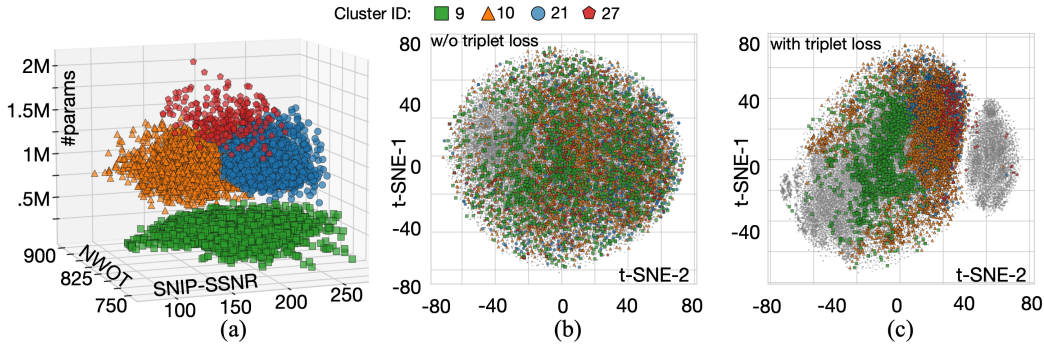 Cluster ID: 9 10 21 27
2M
1.5M
1M
.5M
#params
900
825
750
NWOT
100
150
200
250
SNIP-SSNR
(a)
w/o triplet loss
80
40
0
-40
-80
t-SNE-1
-80 -40 0 40 80
t-SNE-2
(b)
with triplet loss
80
40
0
-40
t-SNE-1
-80 -40 0 40 80
t-SNE-2
(c)